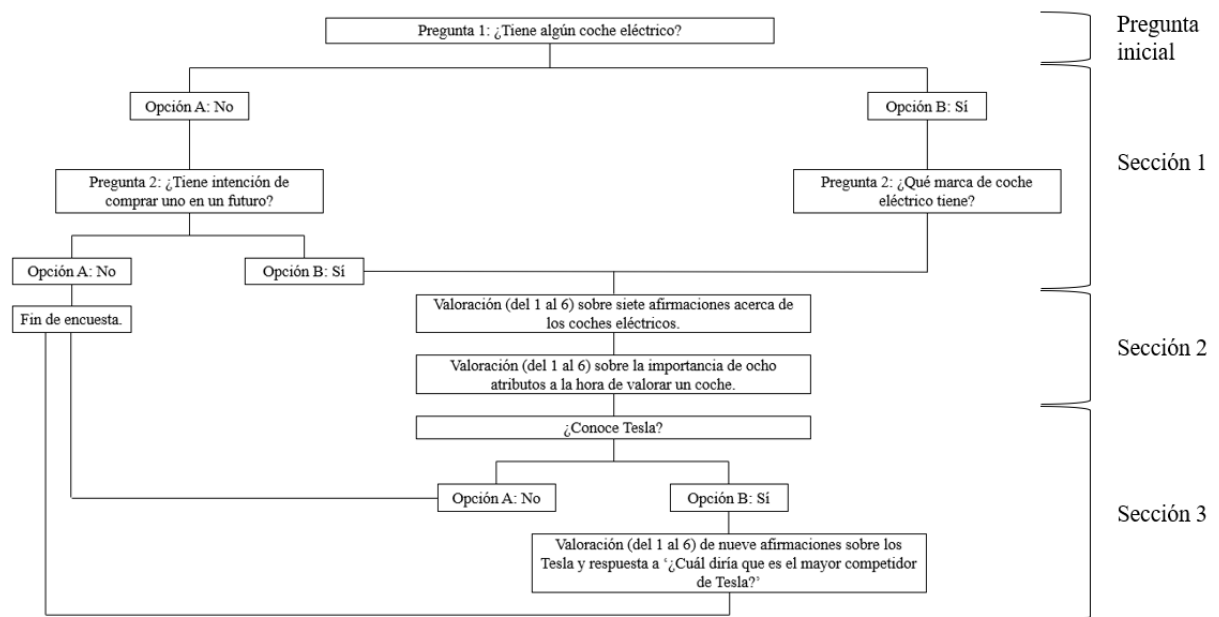 Pregunta 1: ¿Tiene algún coche eléctrico?
Pregunta
inicial
Opción A: No
Opción B: Sí
Sección 1
Pregunta 2: ¿Tiene intención de
comprar uno en un futuro?
Pregunta 2: ¿Qué marca de coche
eléctrico tiene?
Opción A: No
Opción B: Sí
Fin de encuesta.
Valoración (del 1 al 6) sobre siete afirmaciones acerca de
los coches eléctricos.
Sección 2
Valoración (del 1 al 6) sobre la importancia de ocho
atributos a la hora de valorar un coche.
¿Conoce Tesla?
Opción A: No
Opción B: Sí
Sección 3
Valoración (del 1 al 6) de nueve afirmaciones sobre los
Tesla y respuesta a ‘¿Cuál diría que es el mayor competidor
de Tesla?’